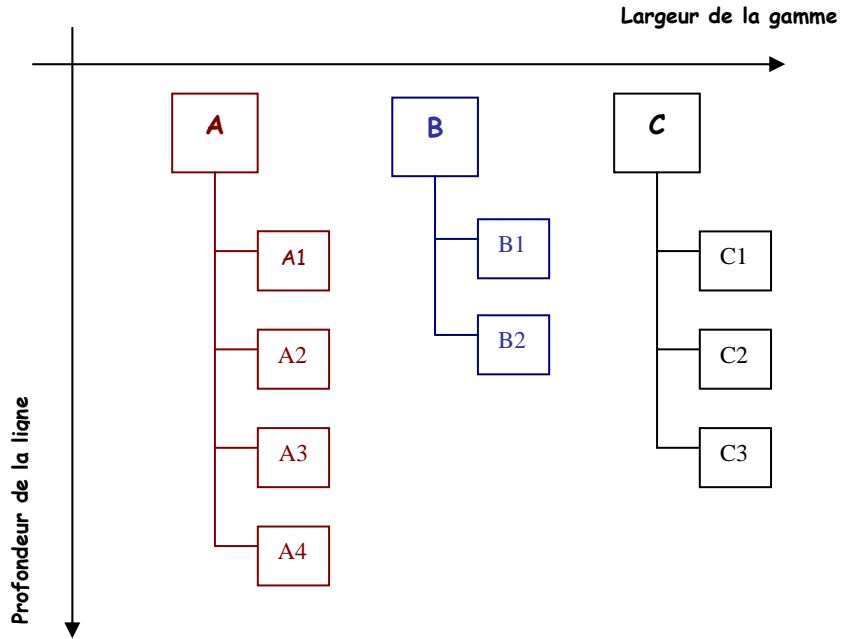 Largeur de la gamme
A
B
C
A1
B1
C1
A2
B2
C2
A3
C3
A4
Profondeur de la ligne